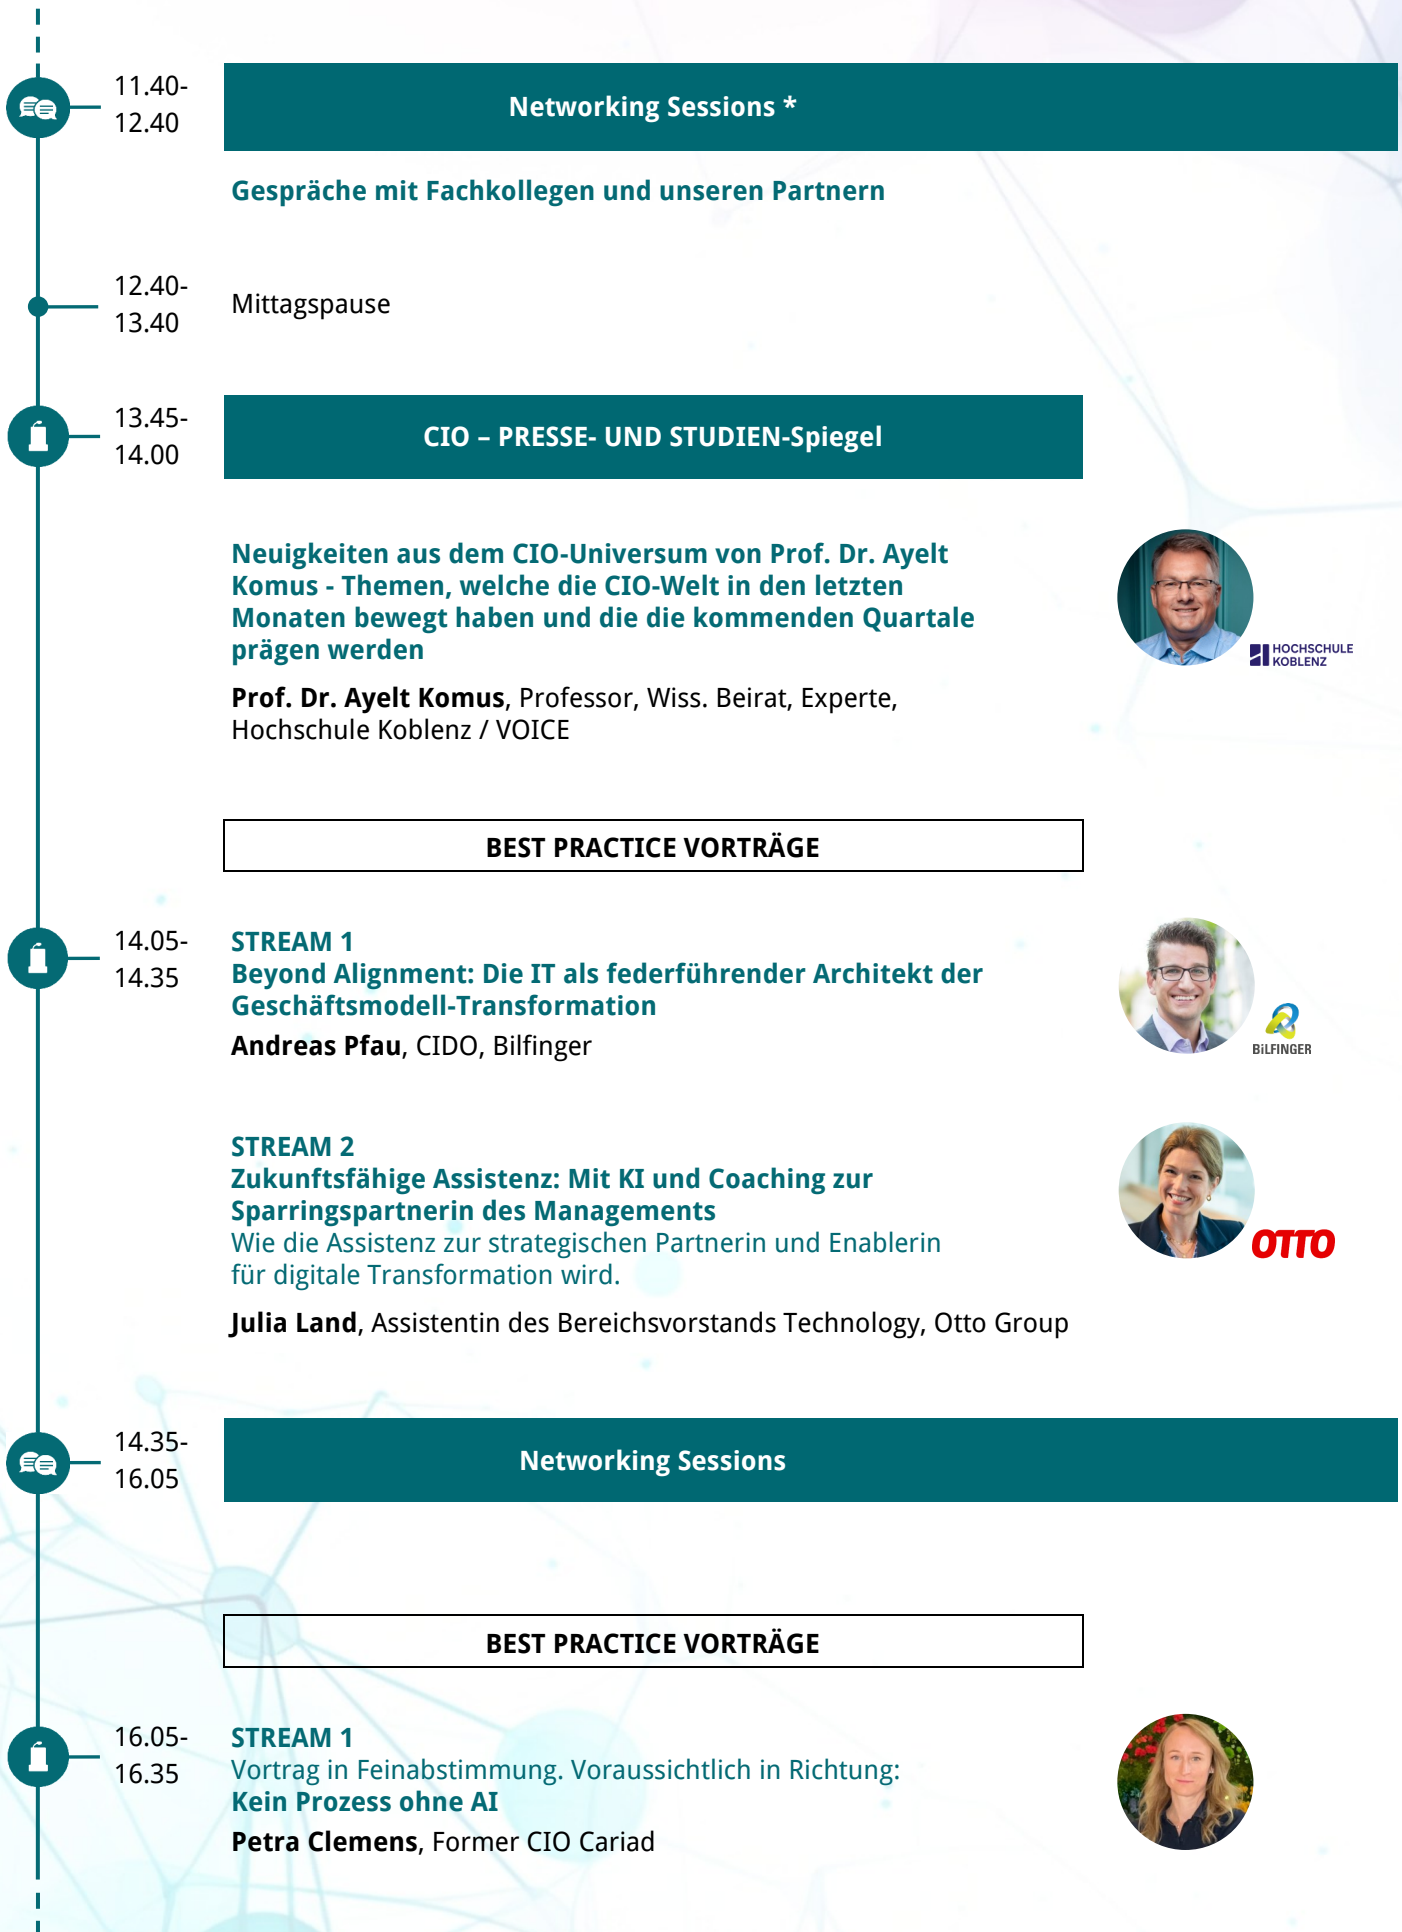 11.40-
12.40
Networking Sessions *
Gespräche mit Fachkollegen und unseren Partnern
12.40-
13.40
Mittagspause
13.45-
14.00
CIO – PRESSE- UND STUDIEN-Spiegel
Neuigkeiten aus dem CIO-Universum von Prof. Dr. Ayelt
Komus - Themen, welche die CIO-Welt in den letzten
Monaten bewegt haben und die die kommenden Quartale
prägen werden
Prof. Dr. Ayelt Komus, Professor, Wiss. Beirat, Experte,
Hochschule Koblenz / VOICE
HOCHSCHULE
KOBLENZ
BEST PRACTICE VORTRÄGE
14.05-
14.35
STREAM 1
Beyond Alignment: Die IT als federführender Architekt der
Geschäftsmodell-Transformation
Andreas Pfau, CIDO, Bilfinger
BiLFINGER
STREAM 2
Zukunftsfähige Assistenz: Mit KI und Coaching zur
Sparringspartnerin des Managements
Wie die Assistenz zur strategischen Partnerin und Enablerin
für digitale Transformation wird.
Julia Land, Assistentin des Bereichsvorstands Technology, Otto Group
OTTO
14.35-
16.05
Networking Sessions
BEST PRACTICE VORTRÄGE
16.05-
16.35
STREAM 1
Vortrag in Feinabstimmung. Voraussichtlich in Richtung:
Kein Prozess ohne AI
Petra Clemens, Former CIO Cariad